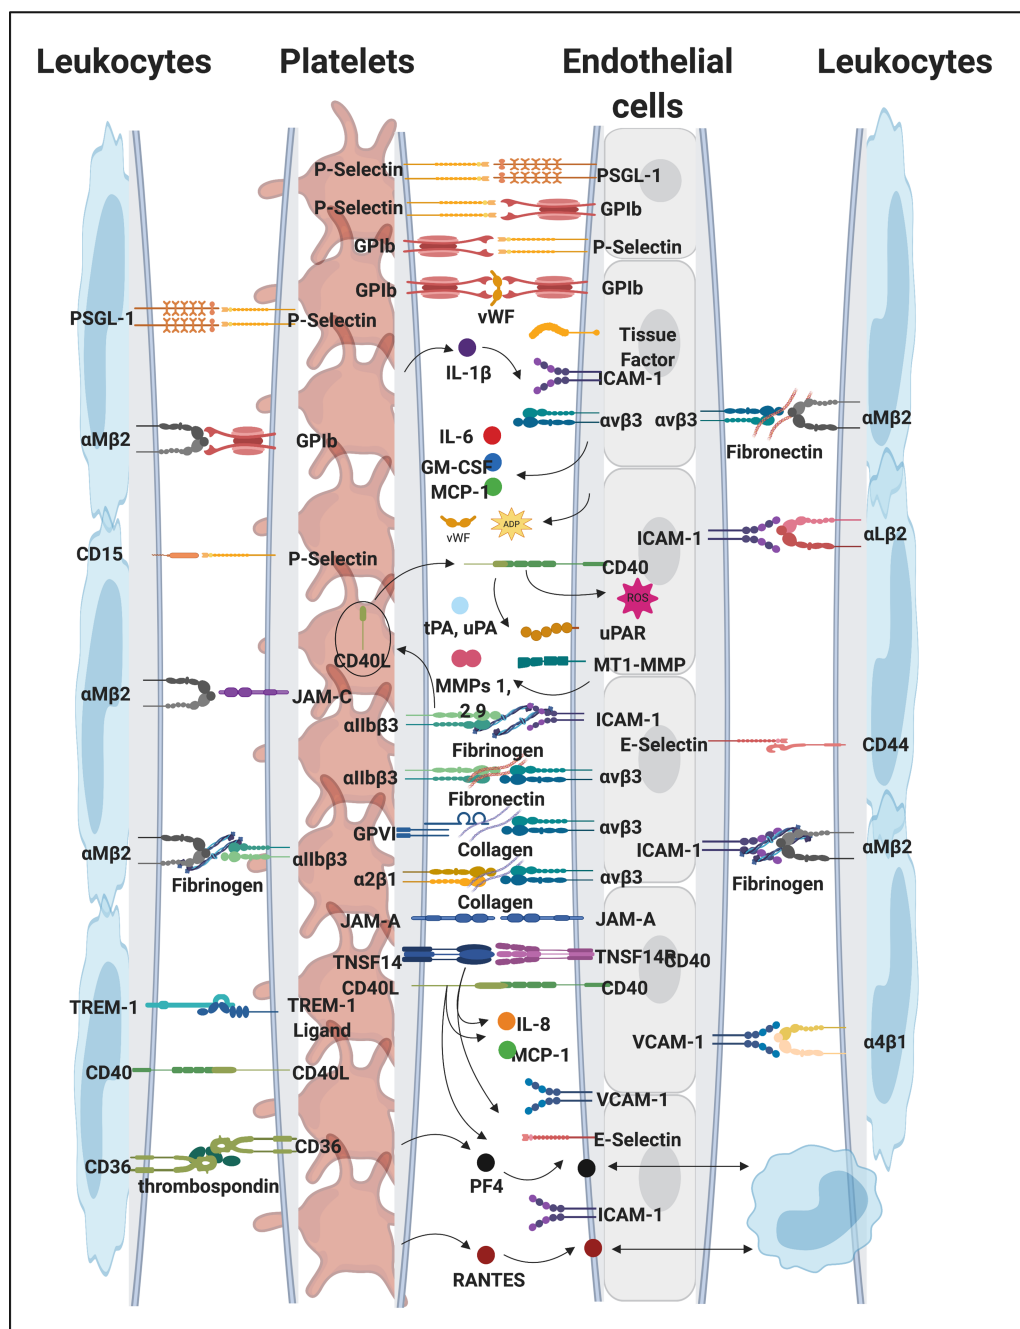 Leukocytes
Platelets
Endothelial
cells
Leukocytes
P-Selectin
PSGL-1
P-Selectin
GPIb
GPIb
P-Selectin
GPIb
GPIb
vWF
PSGL-1
P-Selectin
Tissue
Factor
IL-1β
ICAM-1
αMβ2
GPIb
IL-6
GM-CSF
MCP-1
αvβ3
αvβ3
Fibronectin
αMβ2
vWF
ADP
ICAM-1
αLβ2
CD15
P-Selectin
CD40
ROS
CD40L
tPA, uPA
uPAR
MT1-MMP
MMPs 1,
2 9
αMβ2
JAM-C
αIIbβ3
Fibrinogen
ICAM-1
E-Selectin
CD44
αIIbβ3
Fibronectin
αvβ3
GPVI
Collagen
αvβ3
ICAM-1
Fibrinogen
αMβ2
αMβ2
Fibrinogen
αIIbβ3
α2β1
Collagen
αvβ3
JAM-A
JAM-A
TNSF14
TNSF14R
CD40
CD40L
CD40
TREM-1
TREM-1
Ligand
IL-8
MCP-1
VCAM-1
α4β1
CD40
CD40L
VCAM-1
E-Selectin
CD36
CD36
thrombospondin
PF4
ICAM-1
RANTES